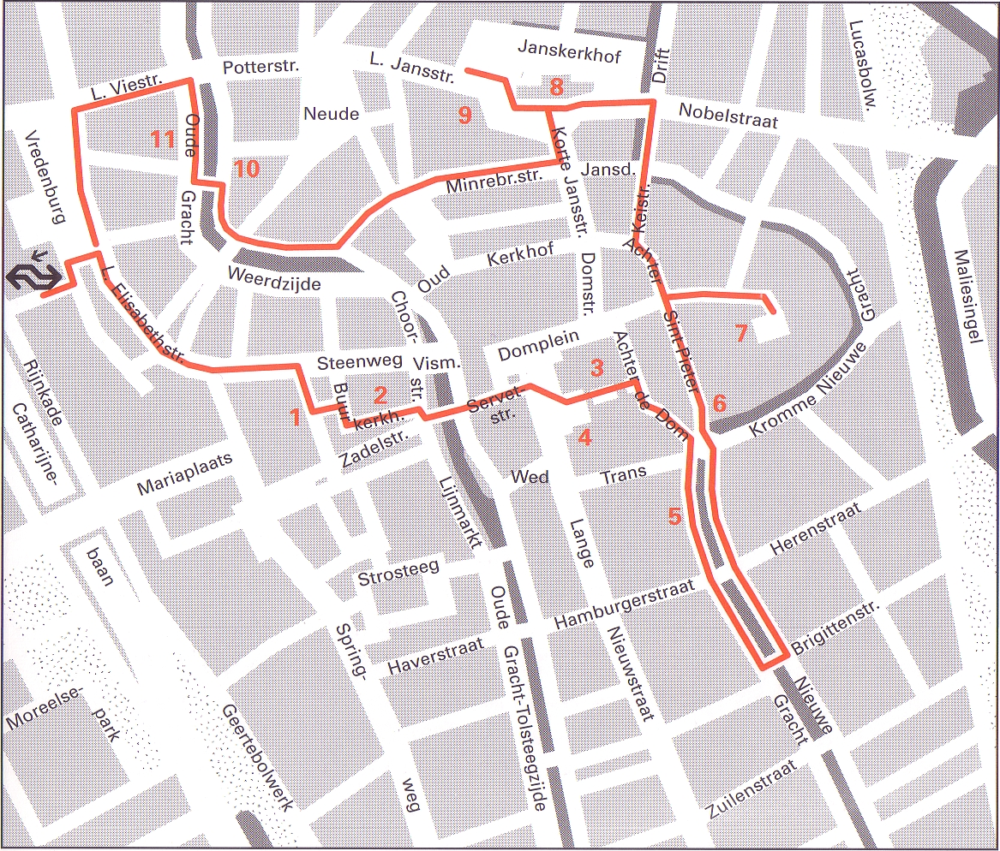 Janskerkhof
Lucasbolw.
Drift
L. Jansstr.
Potterstr.
L. Viestr.
8
Neude
9
Nobelstraat
Oude
11
10
Vredenburg
Korte Jansstr.
Jansd.
Minrebr.str.
Gracht
Keistr.
Kerkhof
Oud
Achter
Domstr.
Weerdzijde
L. Elisabethstr.
Maliesingel
Gracht
Choor-
str.
7
Sint Pieter
Domplein
Achter de Dom
Steenweg
Vism.
3
Rijnkade
Buur
kerkh.
2
1
Servet-
str.
6
Kromme Nieuwe
4
Catharijne-
baan
Zadelstr.
Mariaplaats
Wed
Trans
Lijnmarkt
5
Herenstraat
Lange
Nieuwstraat
Strosteeg
Oude
Gracht-Tolsteegzijde
Hamburgerstraat
Brigittenstr.
Spring-
weg
Haverstraat
Moreelse-
park
Geertebolwerk
Nieuwe
Gracht
Zuilenstraat